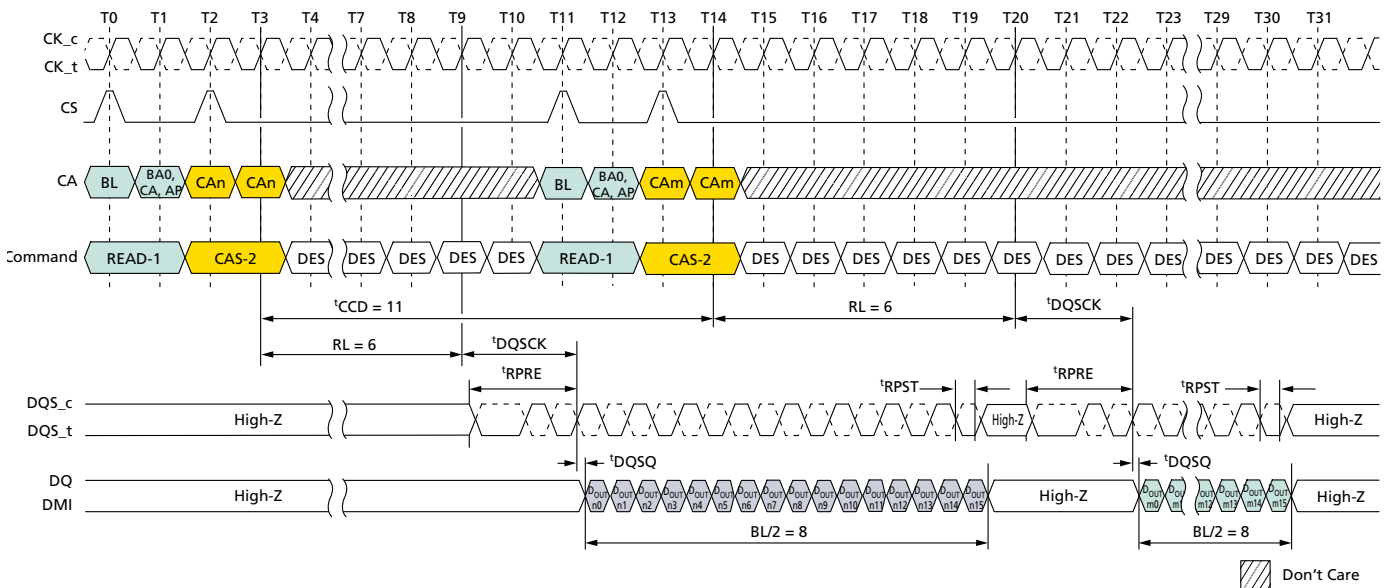 T0 T1 T2 T3 T4 T7 T8 T9 T10 T11 T12 T13 T14 T15 T16 T17 T18 T19 T20 T21 T22 T23 T29 T30 T31
CK_c
CK_t
CS
CA BL BA0, CA, AP CAn CAn BL BA0, CA, AP CAm CAm
Command READ-1 CAS-2 DES DES DES DES DES READ-1 CAS-2 DES DES DES DES DES DES DES DES DES DES DES DES DES
tCCD = 11 RL = 6 tDQSCK
RL = 6 tDQSCK
tRPRE tRPST tRPRE tRPST
DQS_c
DQS_t
High-Z High-Z High-Z
tDQSQ tDQSQ
DQ
DMI
High-Z DOUT n0 DOUT n1 DOUT n2 DOUT n3 DOUT n4 DOUT n5 DOUT n6 DOUT n7 DOUT n8 DOUT n9 DOUT n10 DOUT n11 DOUT n12 DOUT n13 DOUT n14 DOUT n15 High-Z DOUT m0 DOUT m1 DOUT m12 DOUT m13 DOUT m14 DOUT m15 High-Z
BL/2 = 8 BL/2 = 8
Don't Care